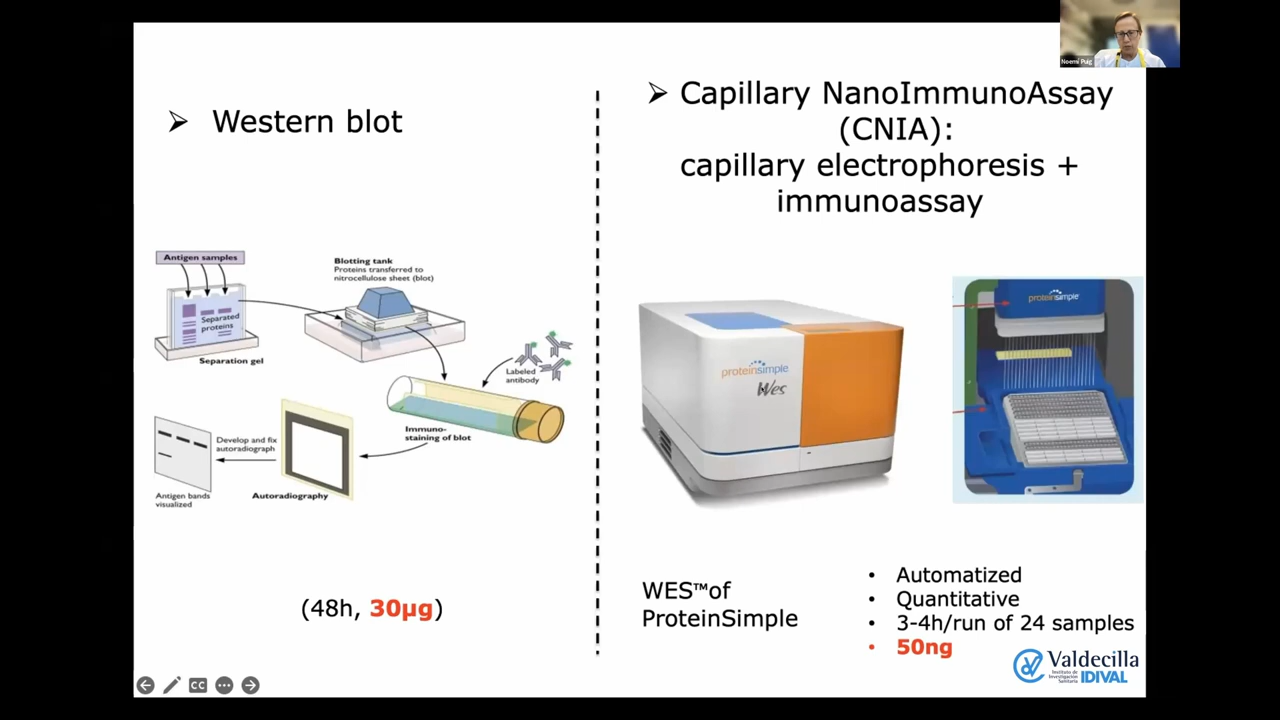 Noemi Puig
➢ Western blot
Antigen samples
Separated
proteins
Separation gel
Blotting tank
Proteins transferred to
nitrocellulose sheet (blot)
Labeled
antibody
Immuno-
staining of blot
Develop and fix
autoradiograph
Autoradiography
Antigen bands
visualized
(48h, 30µg)
➢ Capillary NanoImmunoAssay
(CNIA):
capillary electrophoresis +
immunoassay
proteinsimple
Wes
proteinsimple
WES™of
ProteinSimple
• Automatized
• Quantitative
• 3-4h/run of 24 samples
• 50ng
Valdecilla
Instituto de
Investigación
Sanitaria
IDIVAL
CC